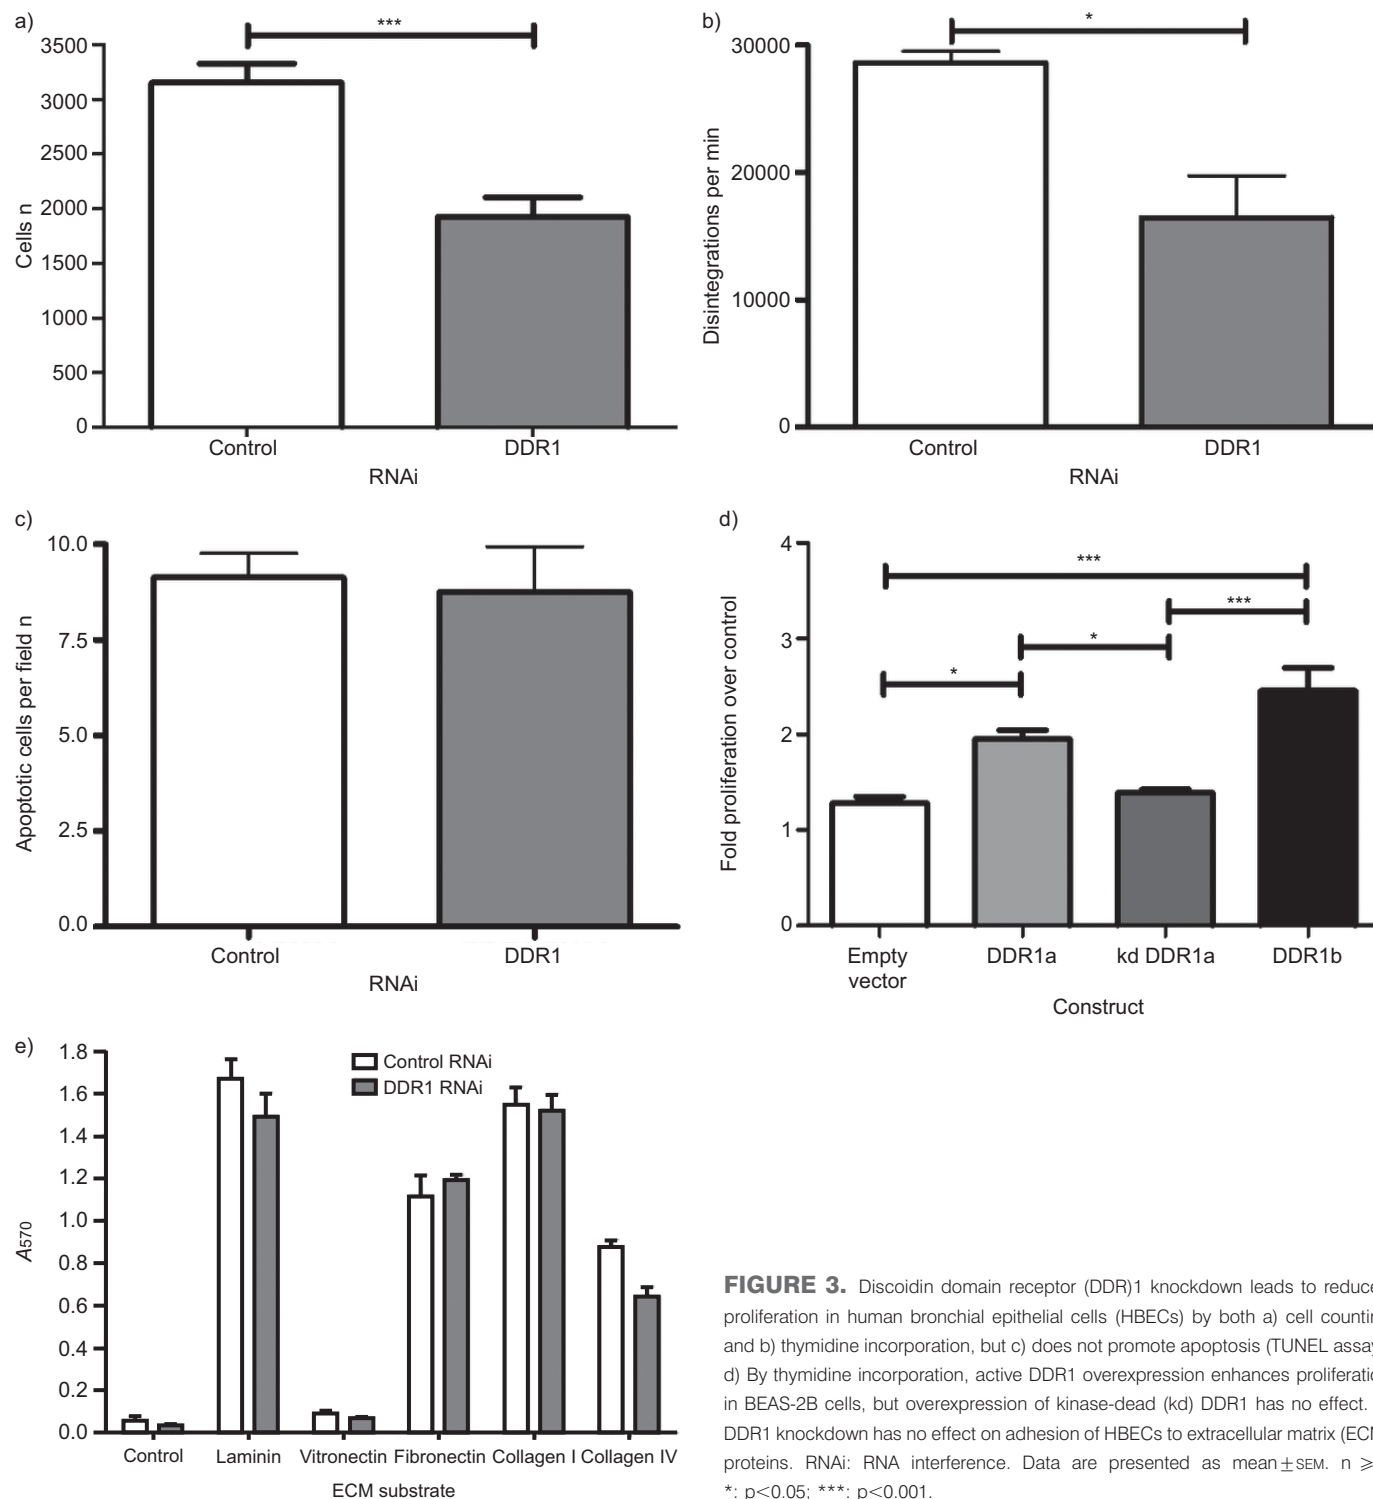 a)
***
3500
3000
2500
2000
1500
1000
500
0
Cells n
Control
DDR1
RNAi
b)
*
30000
20000
10000
0
Disintegrations per min
Control
DDR1
RNAi
c)
10.0
7.5
5.0
2.5
0.0
Apoptotic cells per field n
Control
DDR1
RNAi
d)
4
3
2
1
0
Fold proliferation over control
***
***
*
*
Empty vector
DDR1a
kd DDR1a
DDR1b
Construct
e)
1.8
1.6
1.4
1.2
1.0
0.8
0.6
0.4
0.2
0.0
A570
Control RNAi
DDR1 RNAi
Control
Laminin
Vitronectin
Fibronectin
Collagen I
Collagen IV
ECM substrate
FIGURE 3. Discoidin domain receptor (DDR)1 knockdown leads to reduce
proliferation in human bronchial epithelial cells (HBECs) by both a) cell countin
and b) thymidine incorporation, but c) does not promote apoptosis (TUNEL assay
d) By thymidine incorporation, active DDR1 overexpression enhances proliferatio
in BEAS-2B cells, but overexpression of kinase-dead (kd) DDR1 has no effect.
DDR1 knockdown has no effect on adhesion of HBECs to extracellular matrix (ECM
proteins. RNAi: RNA interference. Data are presented as mean±SEM. n ⩾
*: p<0.05; ***: p<0.001.